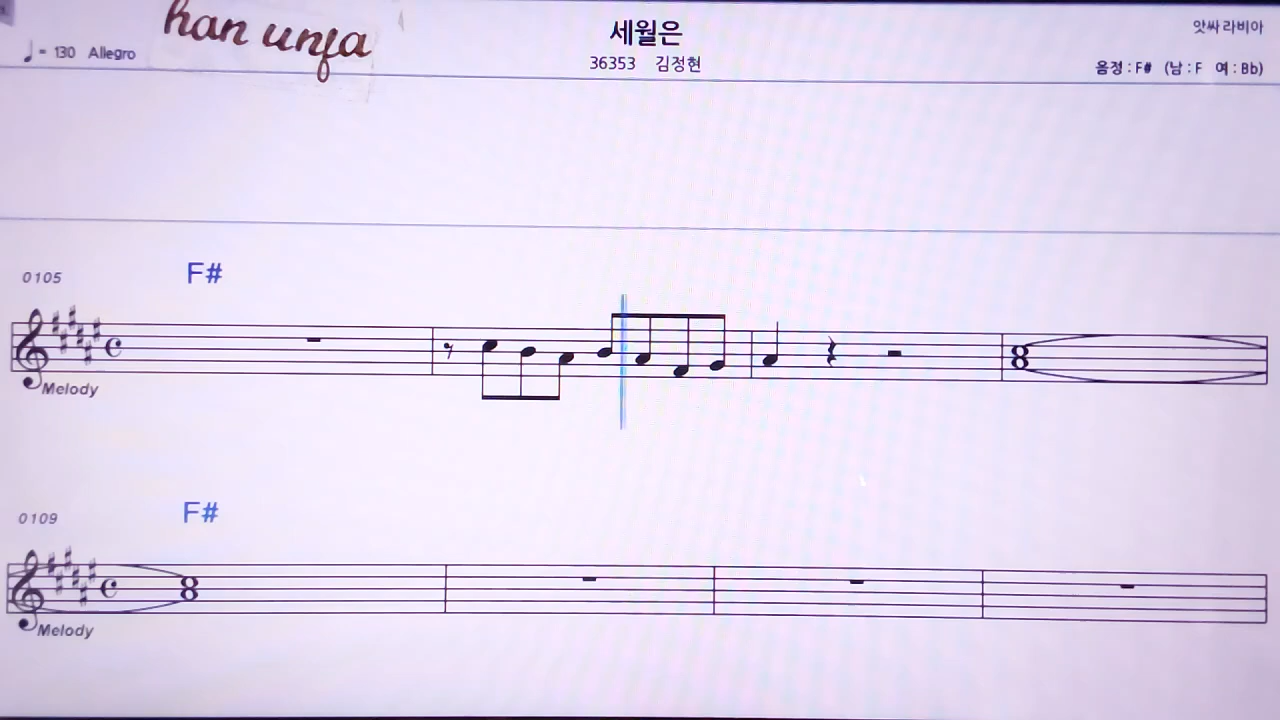 han unja
세월은
앗싸 라비아
♩ = 130 Allegro
36353 김정현
음정 : F# (남 : F 여 : Bb)
0105 F#
Melody
0109 F#
Melody